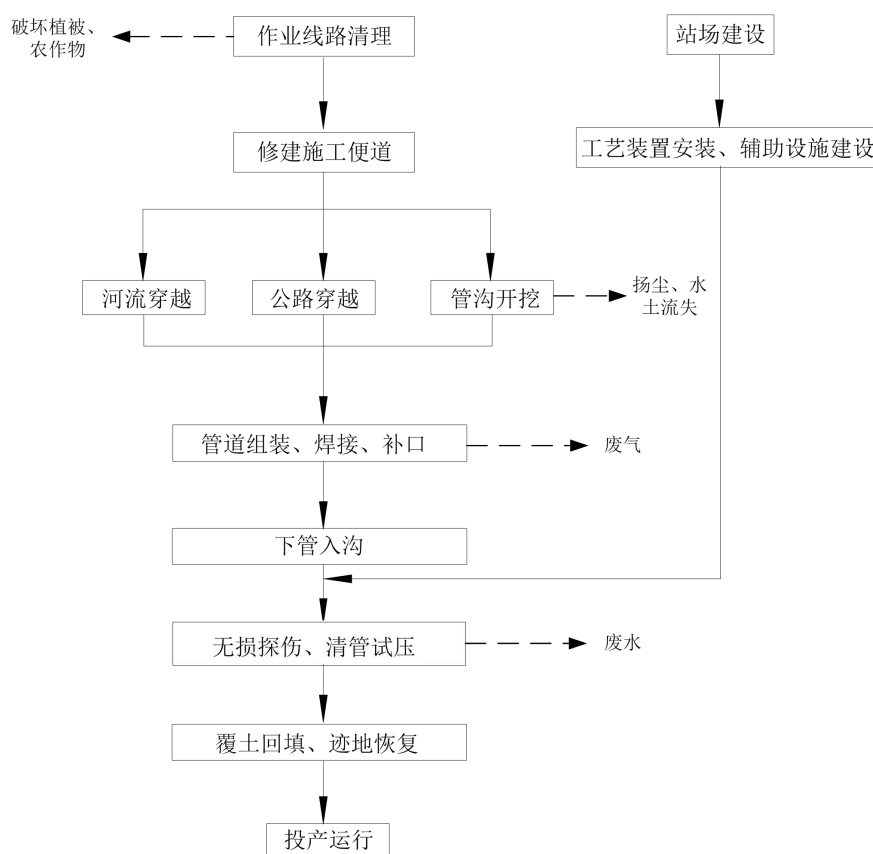 破坏植被、
农作物
作业线路清理
站场建设
修建施工便道
工艺装置安装、辅助设施建设
河流穿越
公路穿越
管沟开挖
扬尘、水
土流失
管道组装、焊接、补口
废气
下管入沟
无损探伤、清管试压
废水
覆土回填、迹地恢复
投产运行